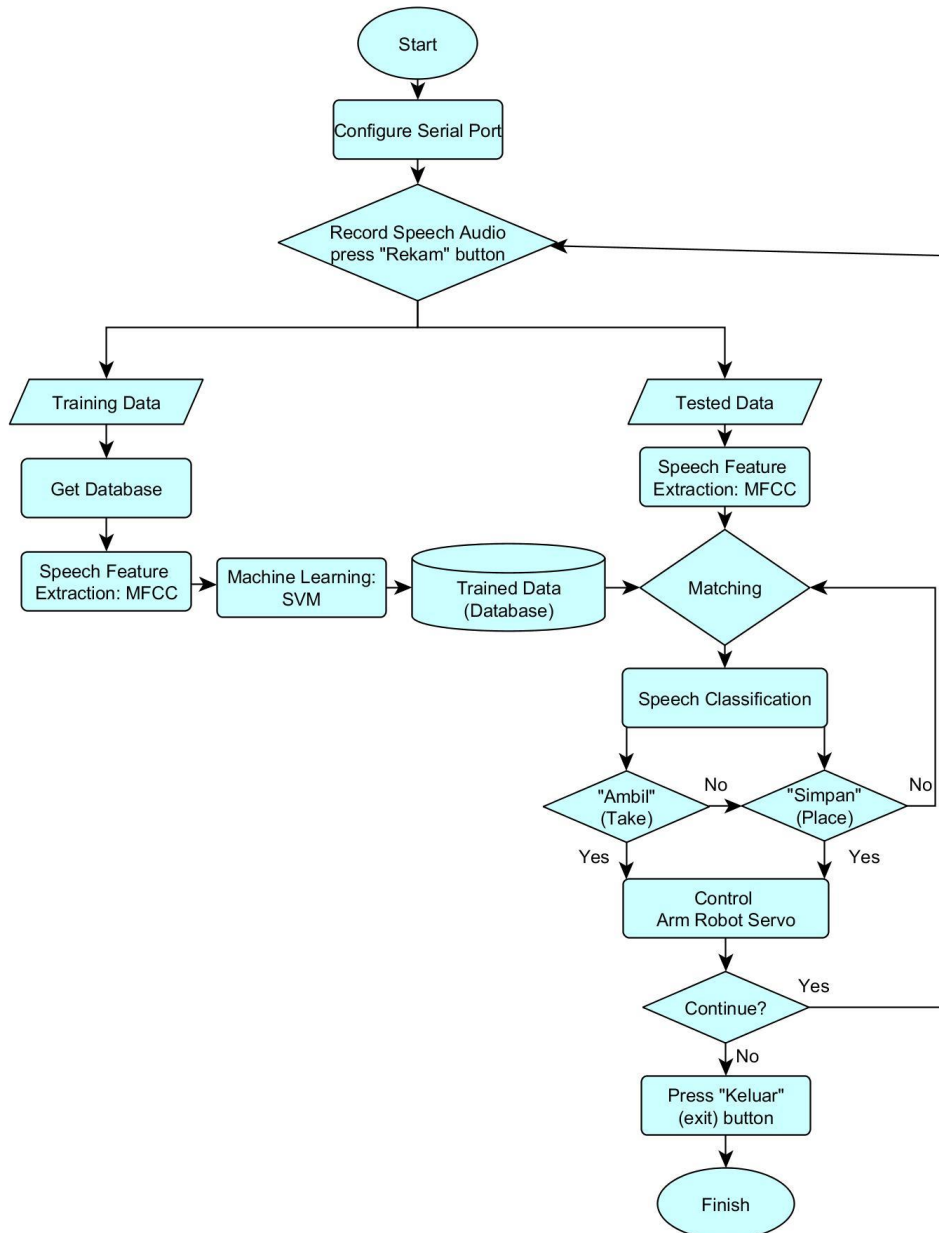 Start
Configure Serial Port
Record Speech Audio
press "Rekam" button
Training Data
Tested Data
Get Database
Speech Feature
Extraction: MFCC
Speech Feature
Extraction: MFCC
Machine Learning:
SVM
Trained Data
(Database)
Matching
Speech Classification
"Ambil"
(Take)
No
"Simpan"
(Place)
No
Yes
Yes
Control
Arm Robot Servo
Continue?
Yes
No
Press "Keluar"
(exit) button
Finish